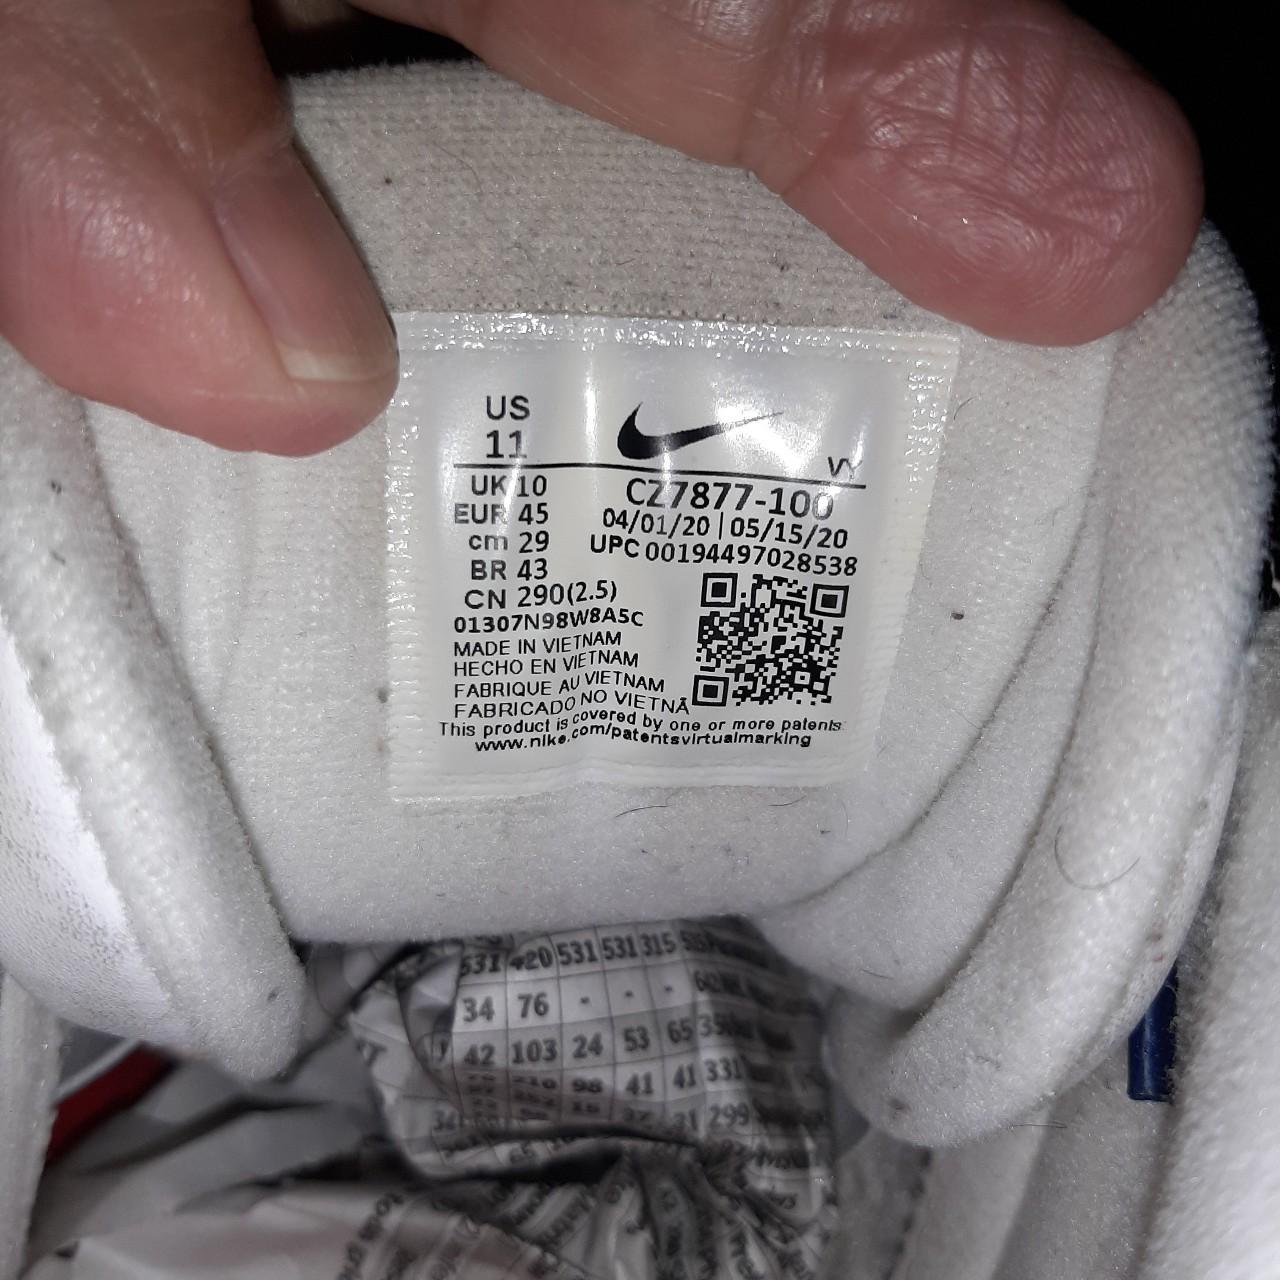 US
11
VY
UK 10
CZ7877-100
EUR 45
04/01/20 | 05/15/20
cm 29
UPC 00194497028538
BR 43
CN 290(2.5)
01307N98W8A5C
MADE IN VIETNAM
HECHO EN VIETNAM
FABRIQUE AU VIETNAM
FABRICADO NO VIETNÃ
This product is covered by one or more patents.
www.nike.com/patentsvirtualmarking
531 420 531 531 315
34 76 - - -
42 103 24 53 65
98 41 41 331
299